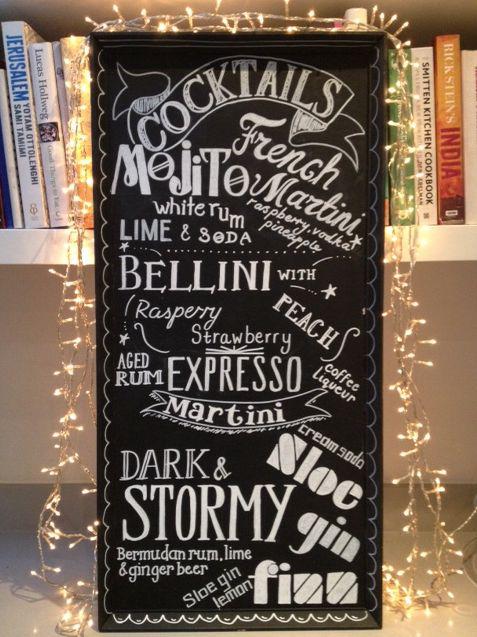 JERUSALEM YOTAM OTTOLENGHI
SAMI TAMIMI
Lucas Hollweg
COCKTAILS
MOJITO
white rum
LIME & SODA
French
Martini
raspberry, vodka
pineapple
BELLINI WITH
Rasperry
PEACH
Strawberry
AGED
RUM
EXPRESSO
Martini
coffee
liqueur
DARK &
STORMY
Bermudan rum, lime
& ginger beer
cream soda
Sloe
gin
finn
Sloe gin
lemon
SMITTEN KITCHEN COOKBOOK
RICK STEIN'S
INDIA